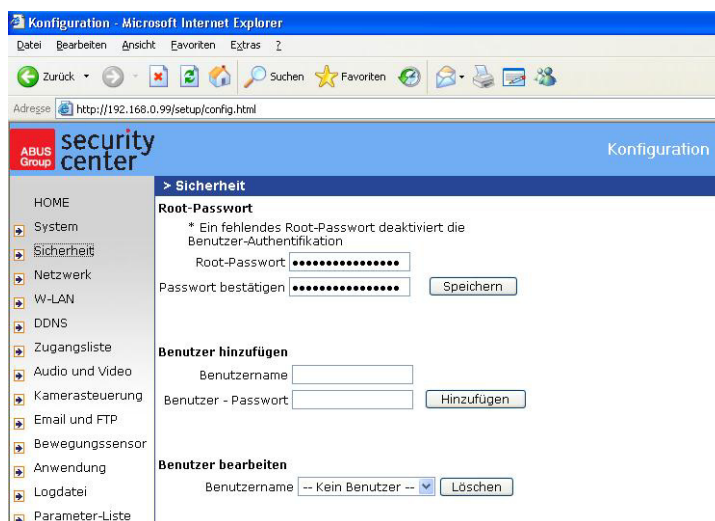 Konfiguration - Microsoft Internet Explorer
Datei Bearbeiten Ansicht Favoriten Extras ?
Zurück Suchen Favoriten
Adresse http://192.168.0.99/setup/config.html
ABUS Group security center
Konfiguration
HOME
System
Sicherheit
Netzwerk
W-LAN
DDNS
Zugangsliste
Audio und Video
Kamerasteuerung
Email und FTP
Bewegungssensor
Anwendung
Logdatei
Parameter-Liste
> Sicherheit
Root-Passwort
* Ein fehlendes Root-Passwort deaktiviert die
Benutzer-Authentifikation
Root-Passwort ••••••••••••••••
Passwort bestätigen •••••••••••••••• Speichern
Benutzer hinzufügen
Benutzername
Benutzer - Passwort Hinzufügen
Benutzer bearbeiten
Benutzername -- Kein Benutzer -- Löschen